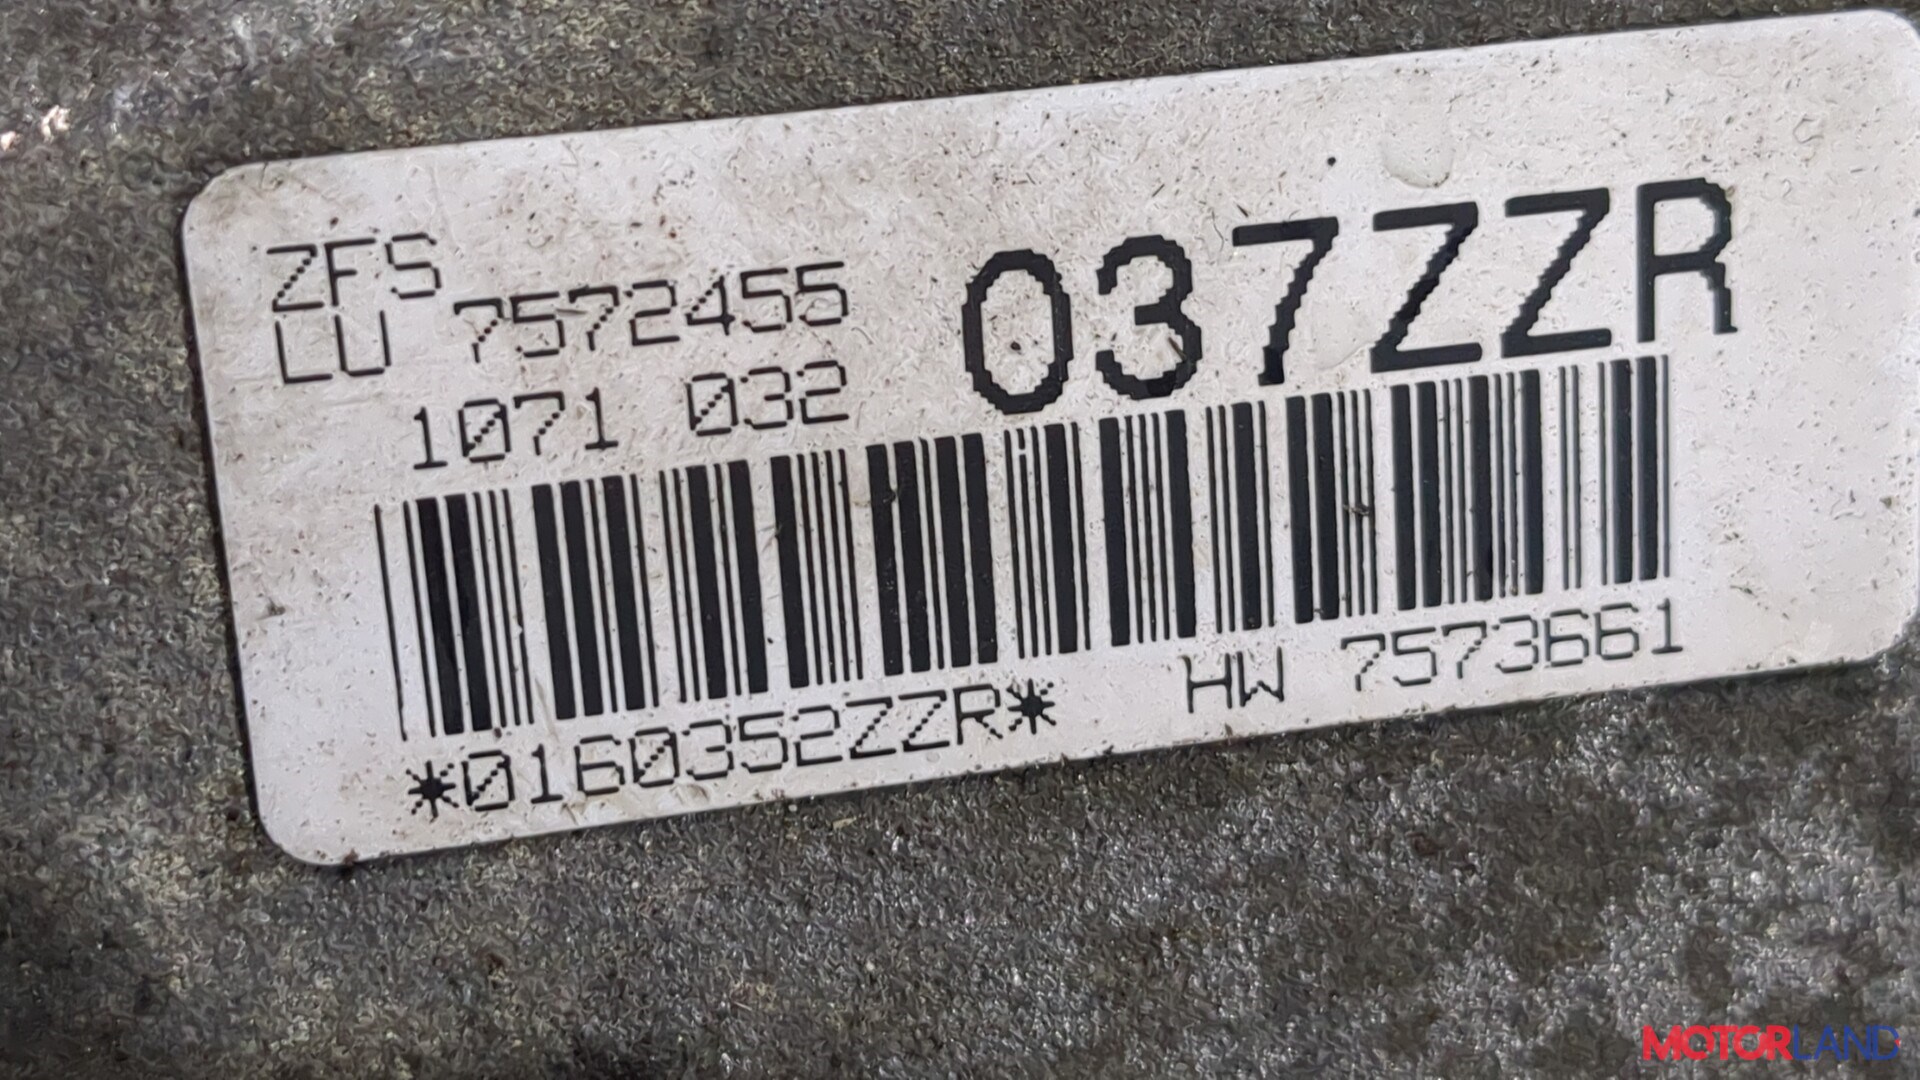 ZFS
LU 7572455
1071 032
037ZZR
*0160352ZZR*
HW 7573661
MOTORLAND